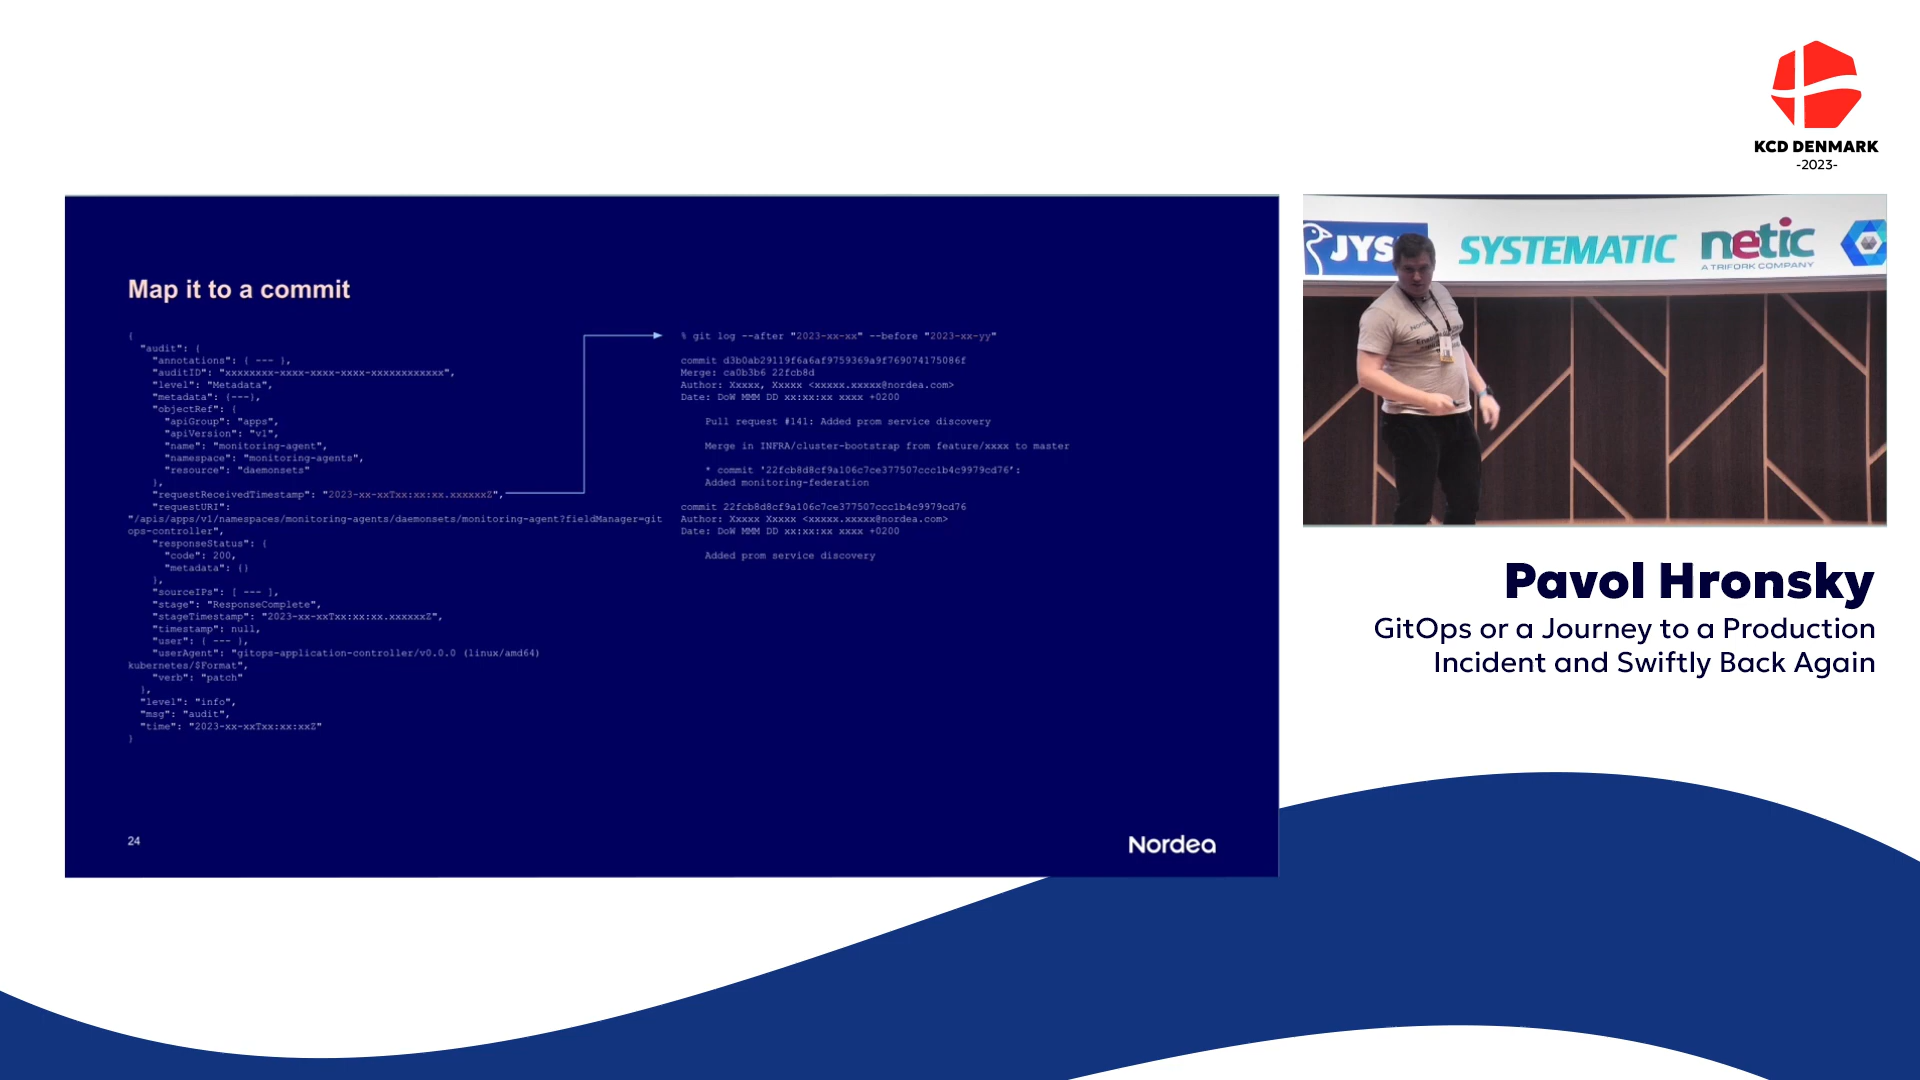 KCD DENMARK
-2023-
Map it to a commit
{
"audit": {
"annotations": { --- },
"auditID": "xxxxxxxx-xxxx-xxxx-xxxx-xxxxxxxxxxxx",
"level": "Metadata",
"metadata": {---},
"objectRef": {
"apiGroup": "apps",
"apiVersion": "v1",
"name": "monitoring-agent",
"namespace": "monitoring-agents",
"resource": "daemonsets"
},
"requestReceivedTimestamp": "2023-xx-xxTxx:xx:xx.xxxxxxZ",
"requestURI":
"/apis/apps/v1/namespaces/monitoring-agents/daemonsets/monitoring-agent?fieldManager=git
ops-controller",
"responseStatus": {
"code": 200,
"metadata": {}
},
"sourceIPs": [ --- ],
"stage": "ResponseComplete",
"stageTimestamp": "2023-xx-xxTxx:xx:xx.xxxxxxZ",
"timestamp": null,
"user": { --- },
"userAgent": "gitops-application-controller/v0.0.0 (linux/amd64)
kubernetes/$Format",
"verb": "patch"
},
"level": "info",
"msg": "audit",
"time": "2023-xx-xxTxx:xx:xxZ"
}
% git log --after "2023-xx-xx" --before "2023-xx-yy"
commit d3b0ab29119f6a6af9759369a9f769074175086f
Merge: ca0b3b6 22fcb8d
Author: Xxxxx, Xxxxx <xxxxx.xxxxx@nordea.com>
Date: DoW MMM DD xx:xx:xx xxxx +0200
Pull request #141: Added prom service discovery
Merge in INFRA/cluster-bootstrap from feature/xxxx to master
* commit '22fcb8d8cf9a106c7ce377507ccc1b4c9979cd76':
Added monitoring-federation
commit 22fcb8d8cf9a106c7ce377507ccc1b4c9979cd76
Author: Xxxxx Xxxxx <xxxxx.xxxxx@nordea.com>
Date: DoW MMM DD xx:xx:xx xxxx +0200
Added prom service discovery
24
Nordea
JYS
SYSTEMATIC
netic
A TRIFORK COMPANY
Pavol Hronsky
GitOps or a Journey to a Production
Incident and Swiftly Back Again